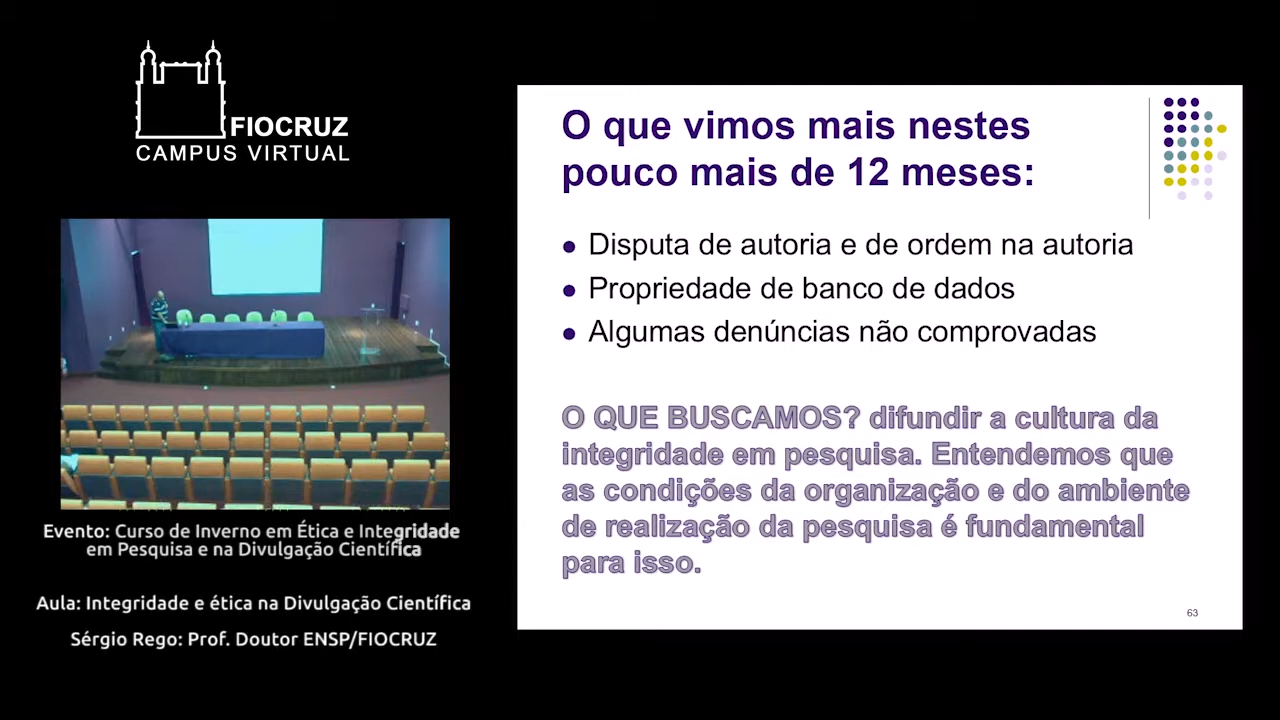 FIOCRUZ
CAMPUS VIRTUAL
Evento: Curso de Inverno em Ética e Integridade
em Pesquisa e na Divulgação Científica
Aula: Integridade e ética na Divulgação Científica
Sérgio Rego: Prof. Doutor ENSP/FIOCRUZ
O que vimos mais nestes
pouco mais de 12 meses:
Disputa de autoria e de ordem na autoria
Propriedade de banco de dados
Algumas denúncias não comprovadas
O QUE BUSCAMOS? difundir a cultura da
integridade em pesquisa. Entendemos que
as condições da organização e do ambiente
de realização da pesquisa é fundamental
para isso.
63